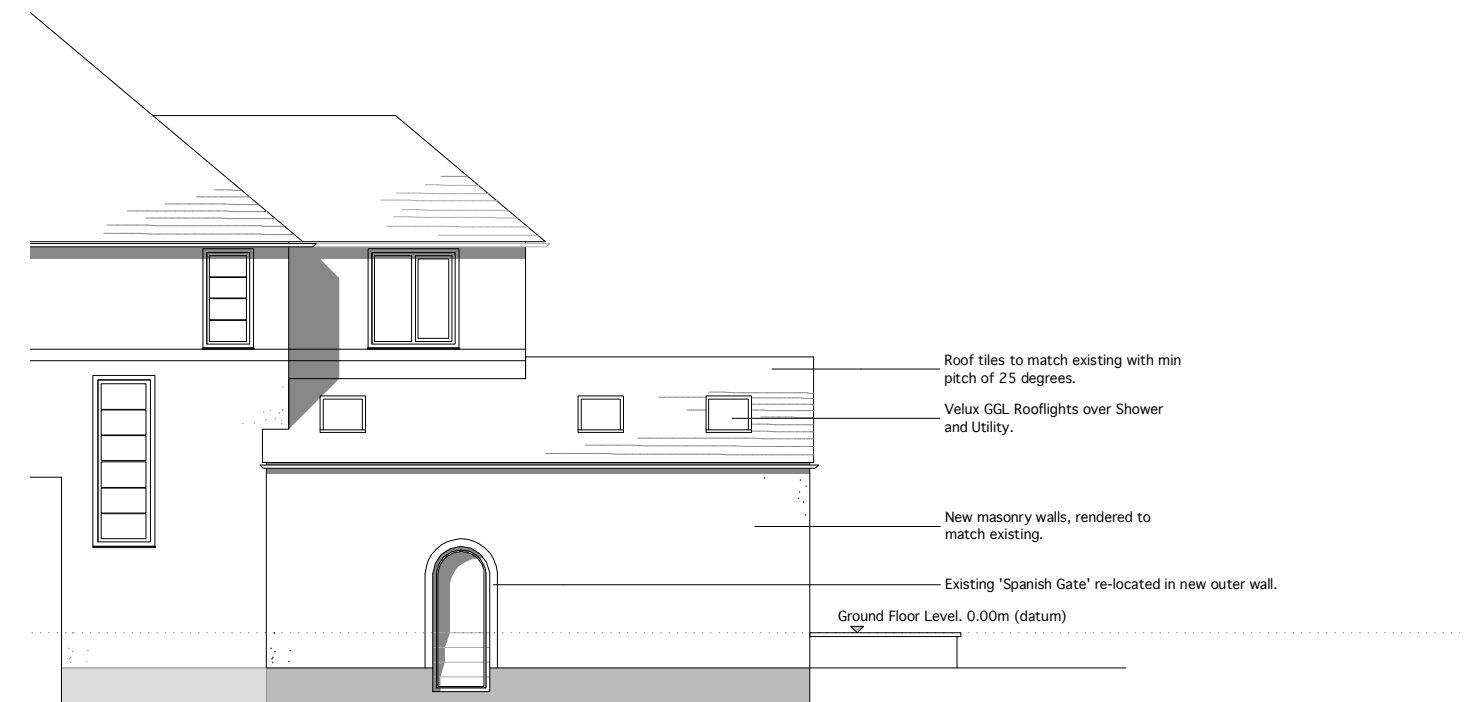 Roof tiles to match existing with min
pitch of 25 degrees.
Velux GGL Rooflights over Shower
and Utility.
New masonry walls, rendered to
match existing.
Existing 'Spanish Gate' re-located in new outer wall.
Ground Floor Level. 0.00m (datum)